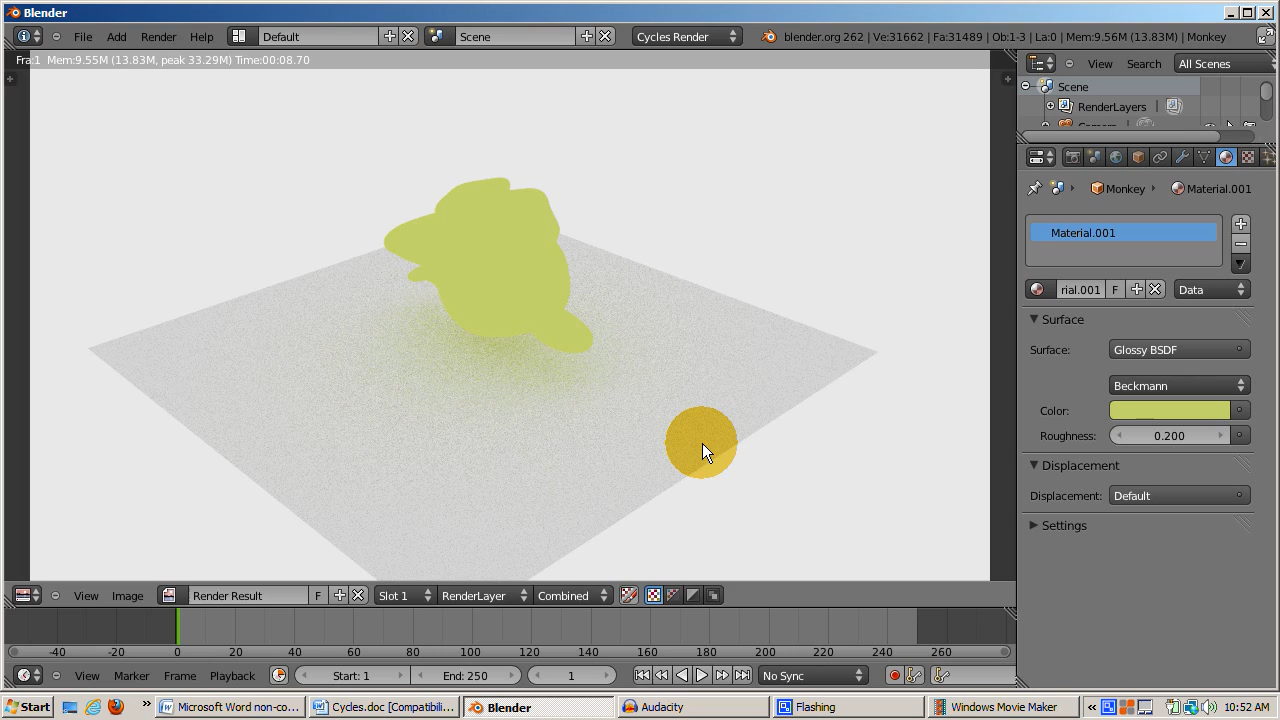 Blender
File Add Render Help Default Scene Cycles Render blender.org 262 | Ve:31662 | Fa:31489 | Ob:1-3 | La:0 | Mem:9.56M (13.83M) | Monkey
Fra:1 Mem:9.55M (13.83M, peak 33.29M) Time:00:08.70
View Search All Scenes
Scene
RenderLayers
Monkey Material.001
Material.001
rial.001 F Data
Surface
Surface: Glossy BSDF
Beckmann
Color:
Roughness: 0.200
Displacement
Displacement: Default
Settings
View Image Render Result F Slot 1 RenderLayer Combined
-40 -20 0 20 40 60 80 100 120 140 160 180 200 220 240 260
View Marker Frame Playback Start: 1 End: 250 1 No Sync
Start Microsoft Word non-co... Cycles.doc [Compatibili... Blender Audacity Flashing Windows Movie Maker 10:52 AM